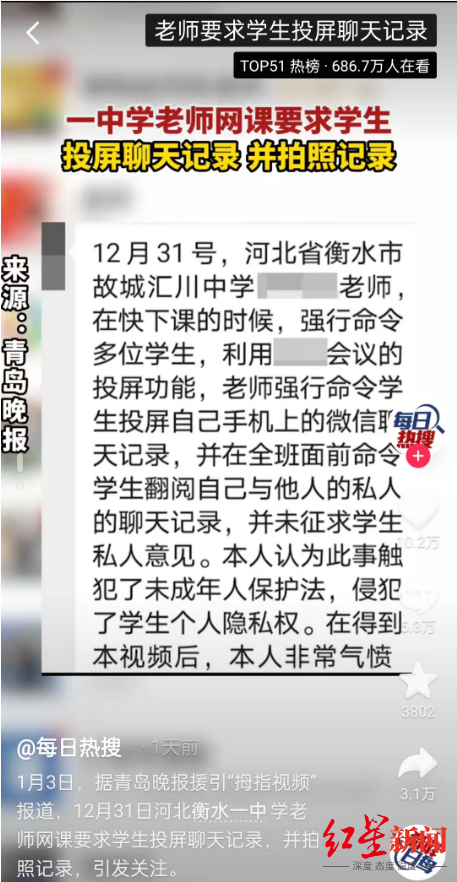 老师要求学生投屏聊天记录
TOP51 热榜 · 686.7万人在看
一中学老师网课要求学生
投屏聊天记录 并拍照记录
来源：青岛晚报
12月31号，河北省衡水市
故城汇川中学 老师，
在快下课的时候，强行命令
多位学生，利用 会议的
投屏功能，老师强行命令学
生投屏自己手机上的微信聊
天记录，并在全班面前命令
学生翻阅自己与他人的私人
的聊天记录，并未征求学生
私人意见。本人认为此事触
犯了未成年人保护法，侵犯
了学生个人隐私权。在得到
本视频后，本人非常气愤
每日
热搜
10.2万
5.3万
3802
3.1万
@每日热搜 · 1天前
1月3日，据青岛晚报援引“拇指视频”
报道，12月31日河北衡水一中学老
师网课要求学生投屏聊天记录，并拍
照记录，引发关注。
红星新闻
深度 态度 温度